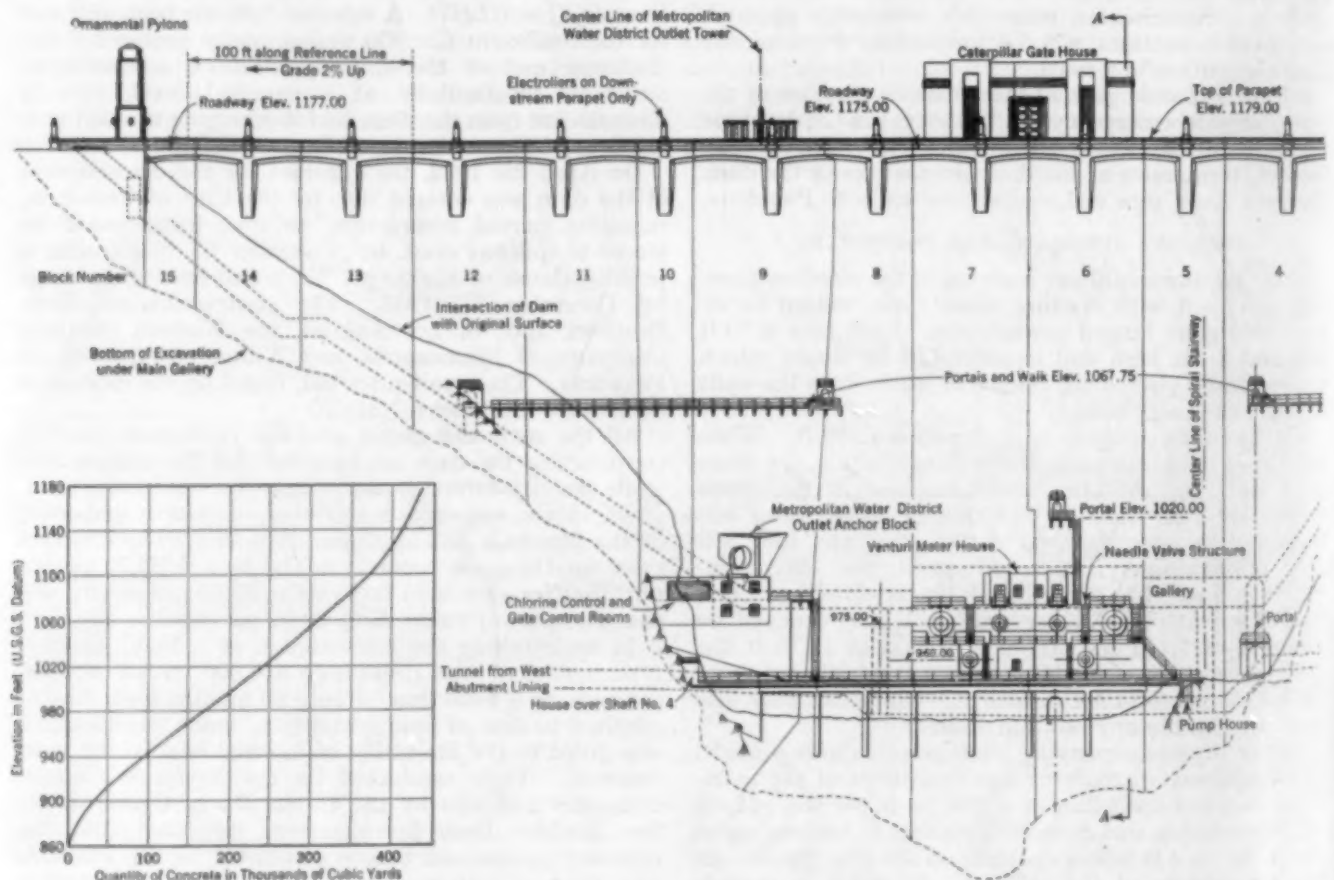 Ornamental Pylons
100 ft along Reference Line
Grade 2% Up
Roadway Elev. 1177.00
Center Line of Metropolitan
Water District Outlet Tower
Electroliers on Down
stream Parapet Only
A
Caterpillar Gate House
Roadway
Elev. 1175.00
Top of Parapet
Elev. 1179.00
Block Number 15 14 13 12 11 10 9 8 7 6 5 4
Intersection of Dam
with Original Surface
Bottom of Excavation
under Main Gallery
Portals and Walk Elev. 1067.75
Center Line of Spiral Stairway
Metropolitan Water District
Outlet Anchor Block
Portal Elev. 1020.00
Venturi Meter House
Needle Valve Structure
Gallery
Chlorine Control and
Gate Control Rooms
975.00
960.00
Portal
Tunnel from West
Abutment Lining
House over Shaft No. 4
Pump House
A
Elevation in Feet (U.S.G.S. Datum)
1180
1140
1100
1060
1020
980
940
900
860
0 100 200 300 400
Quantity of Concrete in Thousands of Cubic Yards